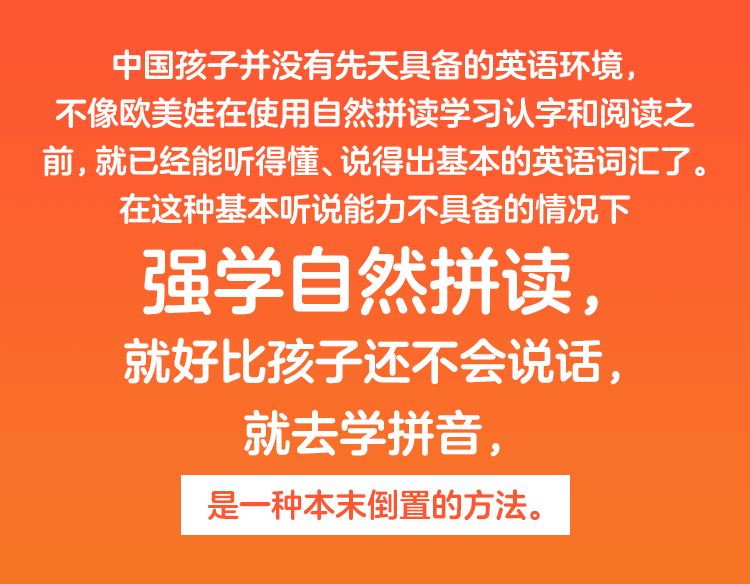 中国孩子并没有先天具备的英语环境，
不像欧美娃在使用自然拼读学习认字和阅读之
前，就已经能听得懂、说得出基本的英语词汇了。
在这种基本听说能力不具备的情况下
强学自然拼读，
就好比孩子还不会说话，
就去学拼音，
是一种本末倒置的方法。